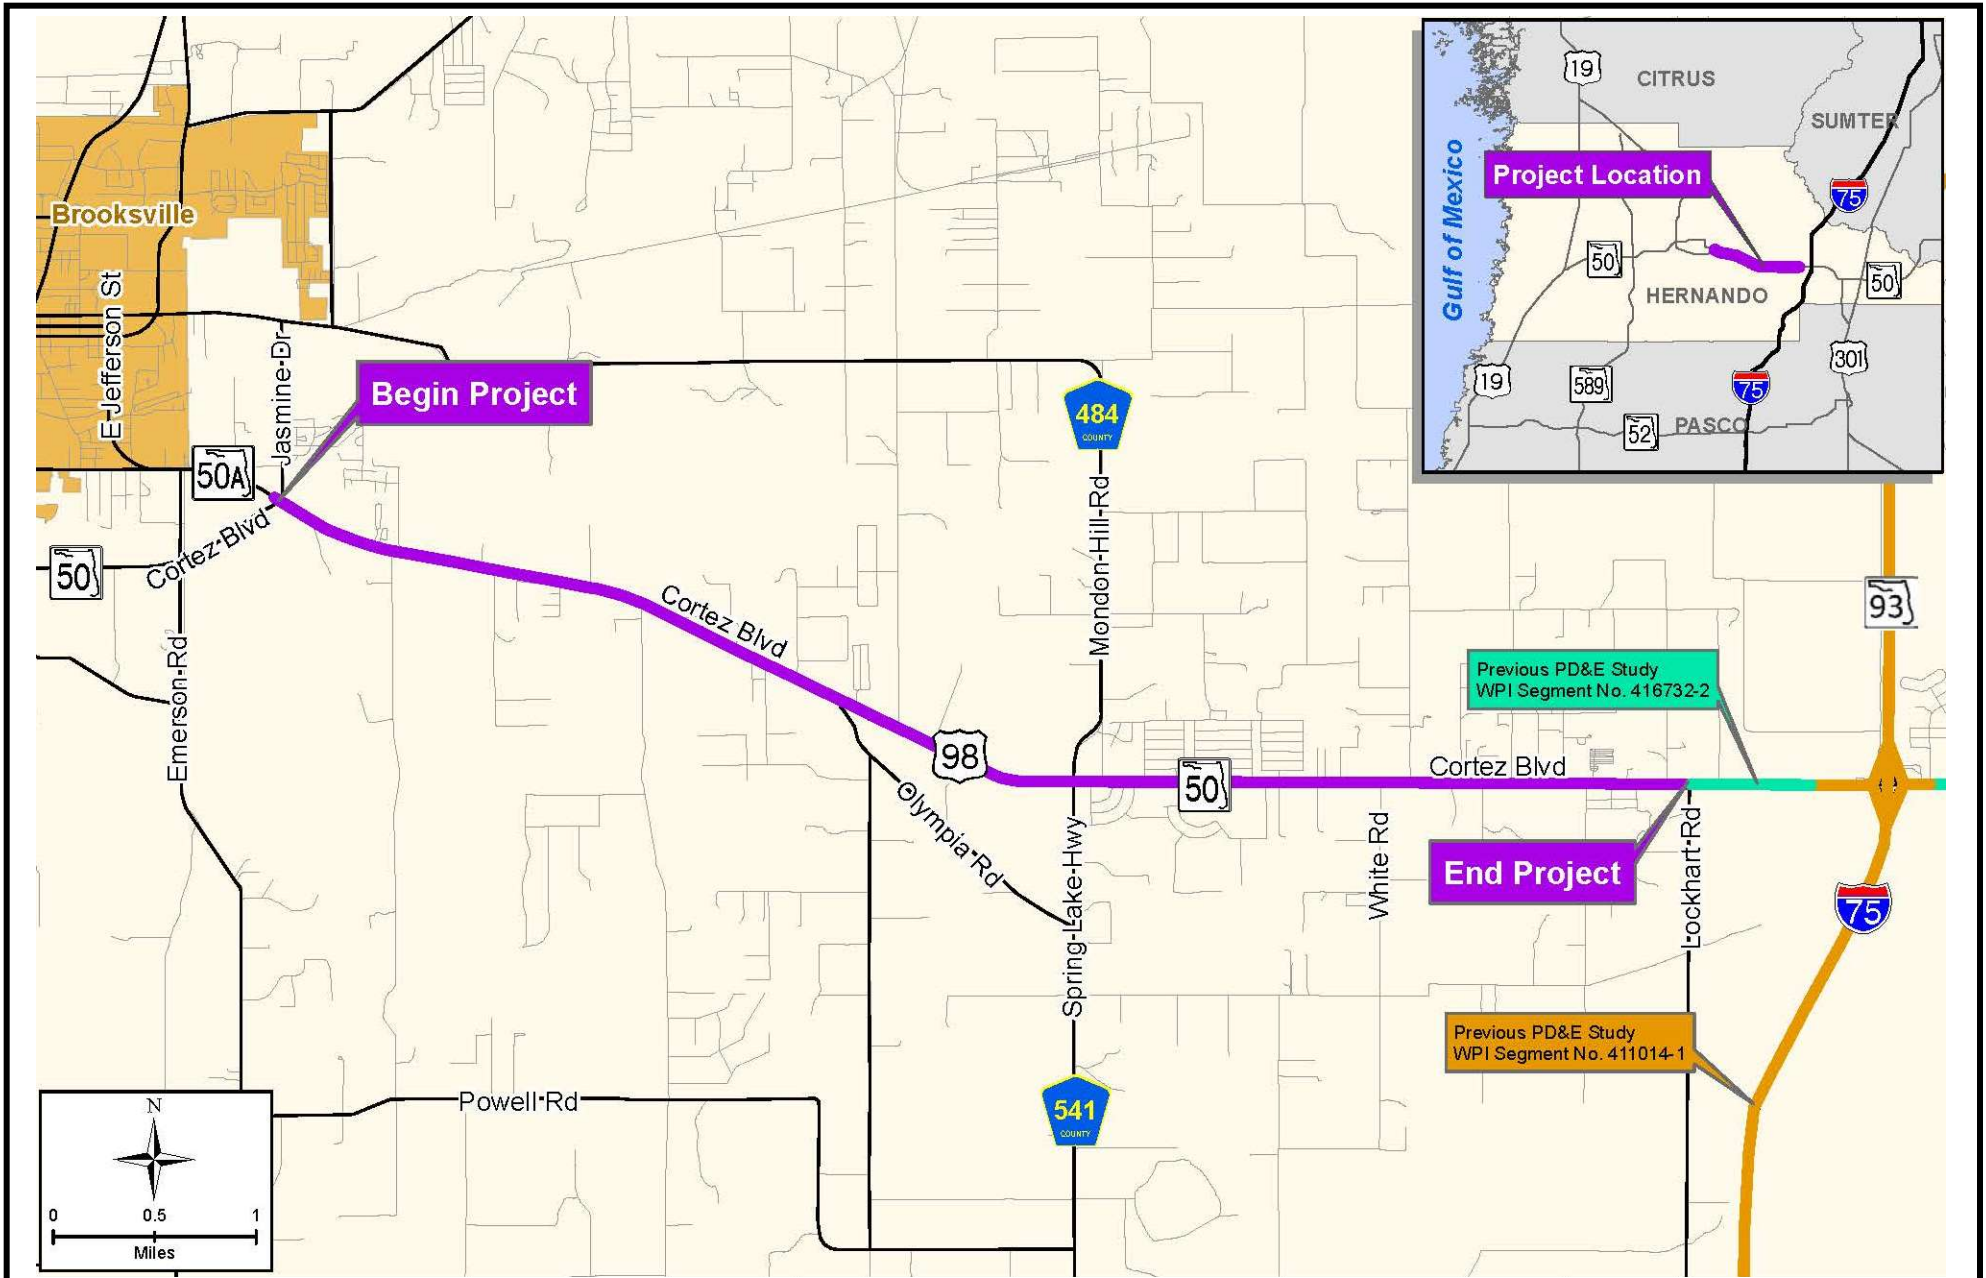 19
CITRUS
SUMTER
Gulf of Mexico
Project Location
75
50
50
HERNANDO
301
19
589
75
52
PASCO
Brooksville
E Jefferson St
Jasmine Dr
Begin Project
484
COUNTY
50A
Cortez Blvd
50
Mondon Hill Rd
93
Cortez Blvd
Emerson Rd
Previous PD&E Study
WPI Segment No. 416732-2
98
50
Cortez Blvd
Olympia Rd
Spring Lake Hwy
White Rd
End Project
Lockhart Rd
75
Previous PD&E Study
WPI Segment No. 411014-1
Powell Rd
541
COUNTY
N
0 0.5 1
Miles